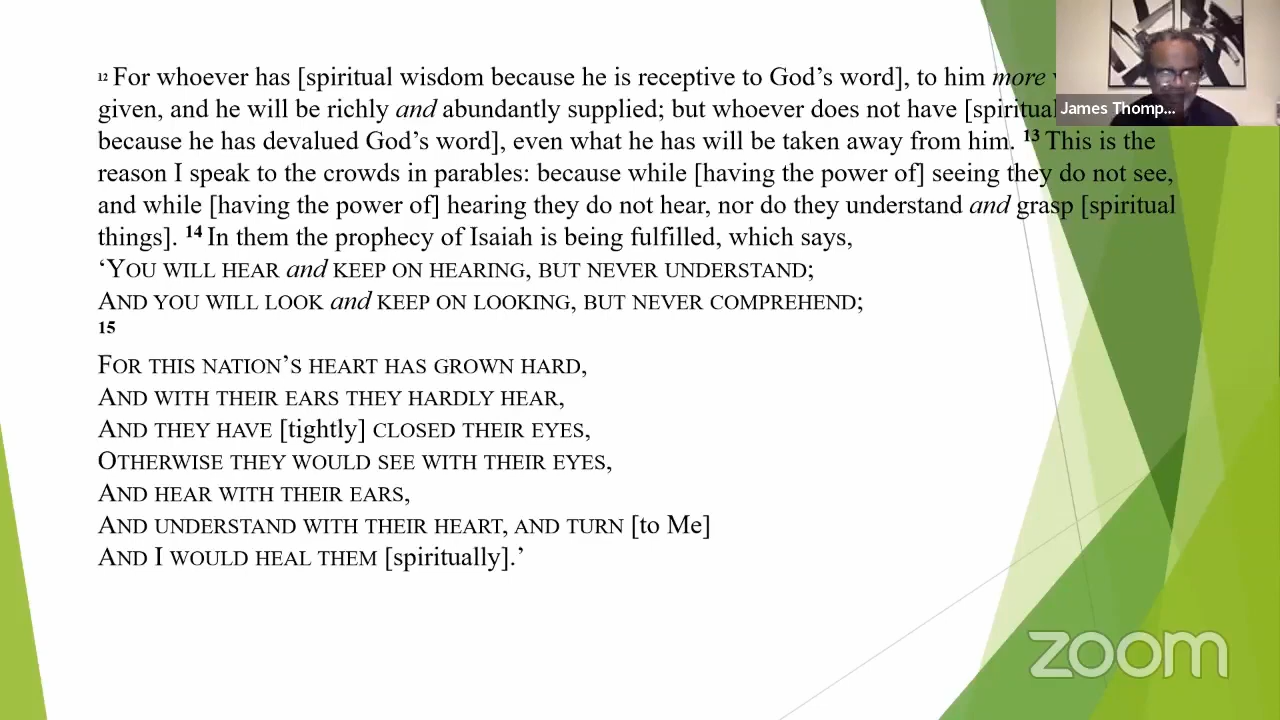 12 For whoever has [spiritual wisdom because he is receptive to God’s word], to him more
given, and he will be richly and abundantly supplied; but whoever does not have [spiritual
because he has devalued God’s word], even what he has will be taken away from him. 13 This is the
reason I speak to the crowds in parables: because while [having the power of] seeing they do not see,
and while [having the power of] hearing they do not hear, nor do they understand and grasp [spiritual
things]. 14 In them the prophecy of Isaiah is being fulfilled, which says,
‘YOU WILL HEAR and KEEP ON HEARING, BUT NEVER UNDERSTAND;
AND YOU WILL LOOK and KEEP ON LOOKING, BUT NEVER COMPREHEND;
15
FOR THIS NATION’S HEART HAS GROWN HARD,
AND WITH THEIR EARS THEY HARDLY HEAR,
AND THEY HAVE [tightly] CLOSED THEIR EYES,
OTHERWISE THEY WOULD SEE WITH THEIR EYES,
AND HEAR WITH THEIR EARS,
AND UNDERSTAND WITH THEIR HEART, AND TURN [to Me]
AND I WOULD HEAL THEM [spiritually].’
James Thomp...
zoom